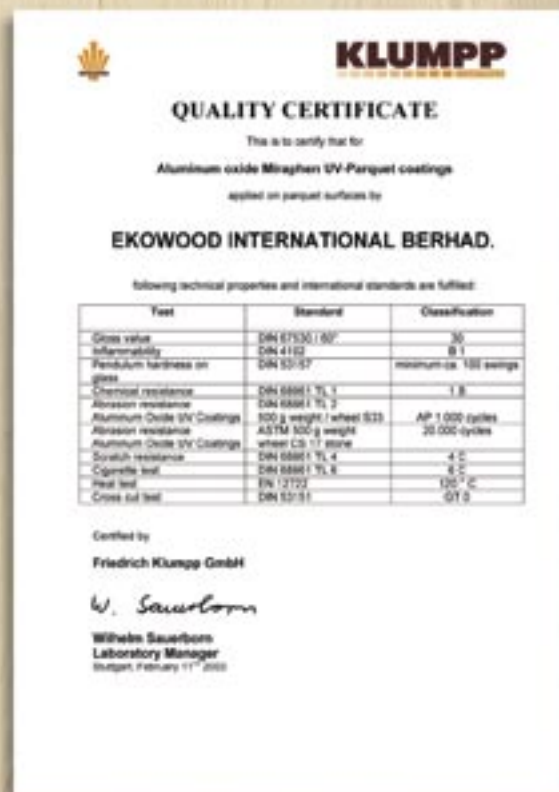 KLUMPP
QUALITY CERTIFICATE
This is to certify that for
Aluminum oxide Miraphen UV-Parquet coatings
applied on parquet surfaces by
EKOWOOD INTERNATIONAL BERHAD.
following technical properties and international standards are fulfilled:
Test Standard Classification
Gloss value DIN 67530 / 60° 30
Inflammability DIN 4102 B 1
Pendulum hardness on DIN 53157 minimum ca. 100 swings
glass
Chemical resistance DIN 68861 TL 1 1 B
Abrasion resistance DIN 68861 TL 2
Aluminum Oxide UV Coatings 500 g weight / wheel S33 AP 1.000 cycles
Abrasion resistance ASTM 500 g weight 20.000 cycles
Aluminum Oxide UV Coatings wheel CS 17 stone
Scratch resistance DIN 68861 TL 4 4 C
Cigarette test DIN 68861 TL 6 6 C
Heat test EN 12722 120 ° C
Cross cut test DIN 53151 GT 0
Certified by
Friedrich Klumpp GmbH
W. Sauerborn
Wilhelm Sauerborn
Laboratory Manager
Stuttgart, February 11th 2003